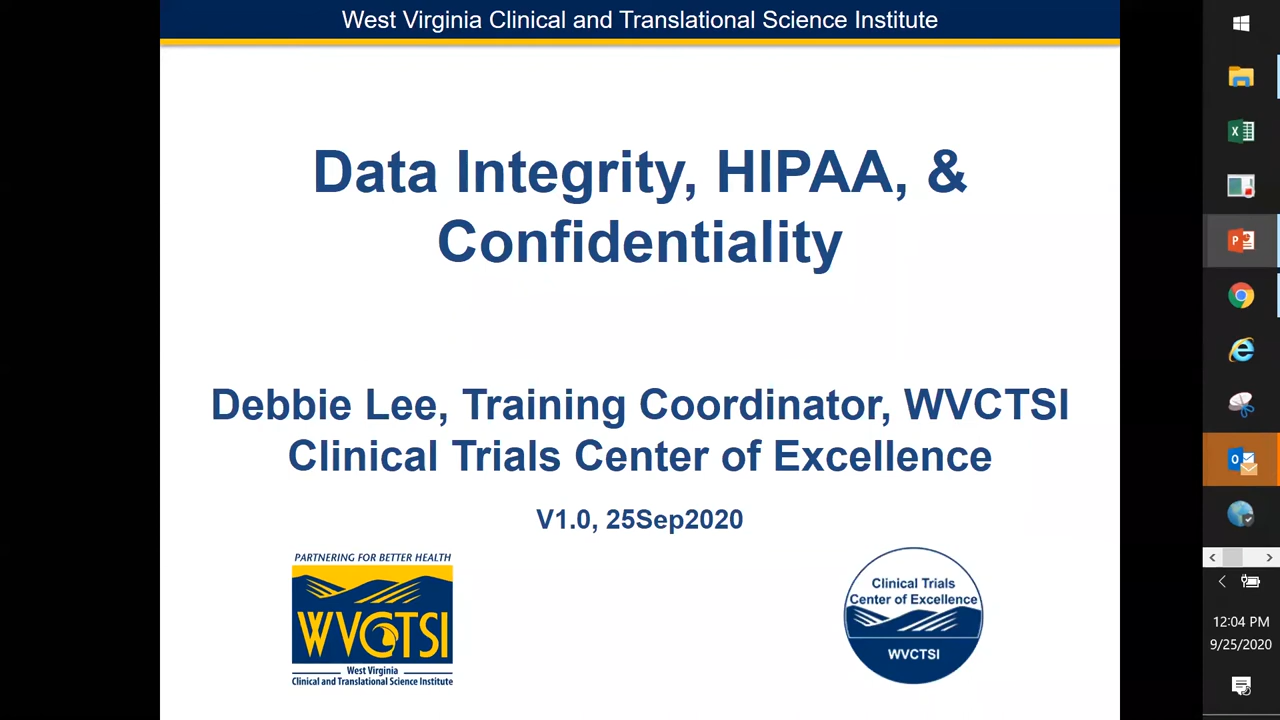 West Virginia Clinical and Translational Science Institute
Data Integrity, HIPAA, &
Confidentiality
Debbie Lee, Training Coordinator, WVCTSI
Clinical Trials Center of Excellence
V1.0, 25Sep2020
PARTNERING FOR BETTER HEALTH
WVCTSI
West Virginia
Clinical and Translational Science Institute
Clinical Trials
Center of Excellence
WVCTSI
12:04 PM
9/25/2020